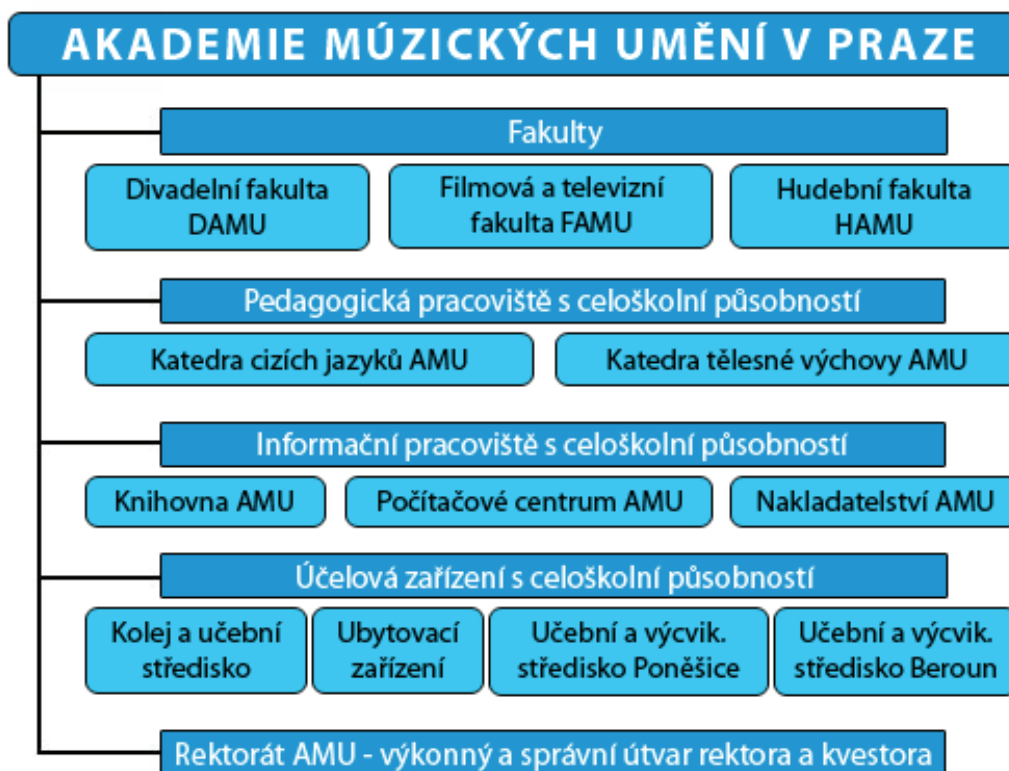 AKADEMIE MÚZICKÝCH UMĚNÍ V PRAZE
Fakulty
Divadelní fakulta
DAMU
Filmová a televizní
fakulta FAMU
Hudební fakulta
HAMU
Pedagogická pracoviště s celoškolní působností
Katedra cizích jazyků AMU
Katedra tělesné výchovy AMU
Informační pracoviště s celoškolní působností
Knihovna AMU
Počítačové centrum AMU
Nakladatelství AMU
Účelová zařízení s celoškolní působností
Kolej a učební
středisko
Ubytovací
zařízení
Učební a výcvik.
středisko Poněšice
Učební a výcvik.
středisko Beroun
Rektorát AMU - výkonný a správní útvar rektora a kvestora